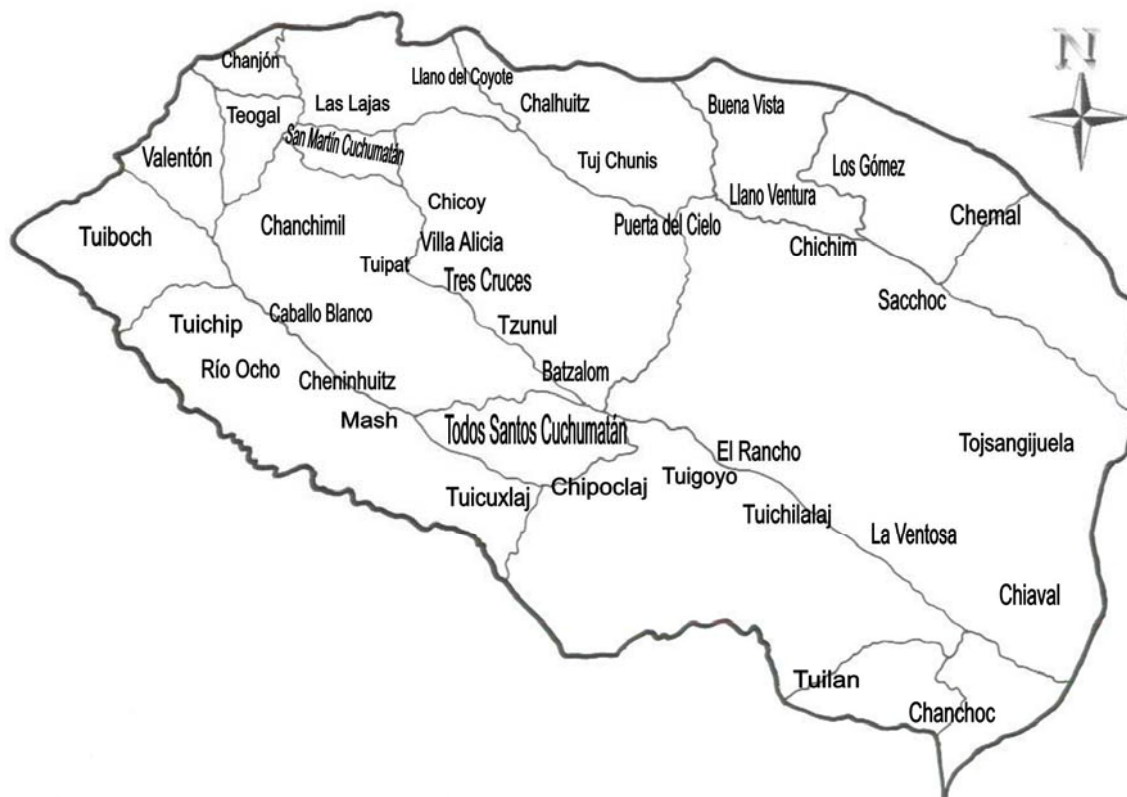 N
Chanjón
Llano del Coyote
Las Lajas
Chalhuitz
Buena Vista
Teogal
San Martín Cuchumatán
Valentón
Tuj Chunis
Los Gómez
Llano Ventura
Chicoy
Chemal
Chanchimil
Puerta del Cielo
Tuiboch
Villa Alicia
Chichim
Tuipat
Tres Cruces
Sacchoc
Caballo Blanco
Tuichip
Tzunul
Río Ocho
Cheninhuitz
Batzalom
Mash
Todos Santos Cuchumatán
Tojsangijuela
El Rancho
Tuigoyo
Chipoclaj
Tuicuxlaj
Tuichilalaj
La Ventosa
Chiaval
Tuilan
Chanchoc